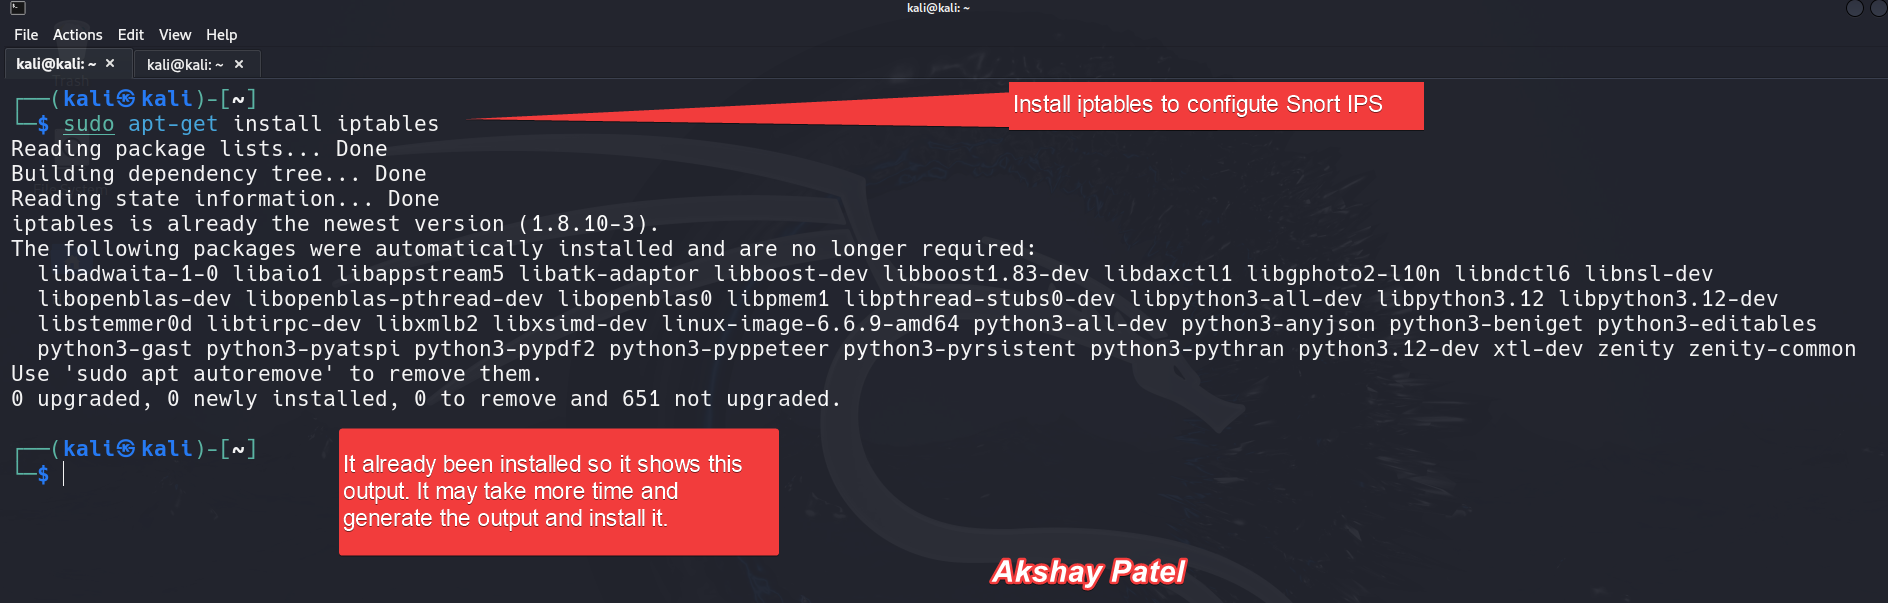 kali@kali: ~
File Actions Edit View Help
kali@kali: ~ × kali@kali: ~ ×
┌──(kali㉿kali)-[~]
└─$ sudo apt-get install iptables
Install iptables to configute Snort IPS
Reading package lists... Done
Building dependency tree... Done
Reading state information... Done
iptables is already the newest version (1.8.10-3).
The following packages were automatically installed and are no longer required:
libadwaita-1-0 libaio1 libappstream5 libatk-adaptor libboost-dev libboost1.83-dev libdaxctl1 libgphoto2-l10n libndctl6 libnsl-dev
libopenblas-dev libopenblas-pthread-dev libopenblas0 libpmem1 libpthread-stubs0-dev libpython3-all-dev libpython3.12 libpython3.12-dev
libstemmer0d libtirpc-dev libxmlb2 libxsimd-dev linux-image-6.6.9-amd64 python3-all-dev python3-anyjson python3-beniget python3-editables
python3-gast python3-pyatspi python3-pypdf2 python3-pyppeteer python3-pyrsistent python3-pythran python3.12-dev xtl-dev zenity zenity-common
Use 'sudo apt autoremove' to remove them.
0 upgraded, 0 newly installed, 0 to remove and 651 not upgraded.
┌──(kali㉿kali)-[~]
└─$
It already been installed so it shows this
output. It may take more time and
generate the output and install it.
Akshay Patel